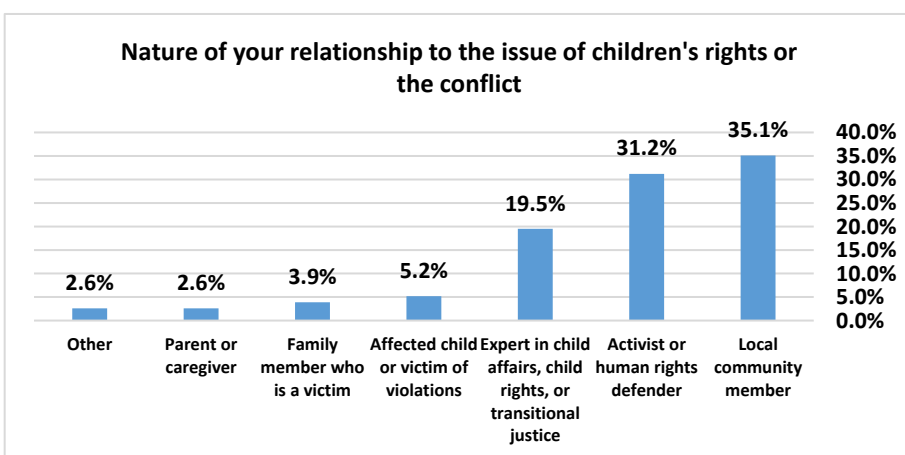 Nature of your relationship to the issue of children's rights or
the conflict
40.0%
35.0%
30.0%
25.0%
20.0%
15.0%
10.0%
5.0%
0.0%
2.6%
2.6%
3.9%
5.2%
19.5%
31.2%
35.1%
Other
Parent or
caregiver
Family
member who
is a victim
Affected child
or victim of
violations
Expert in child
affairs, child
rights, or
transitional
justice
Activist or
human rights
defender
Local
community
member